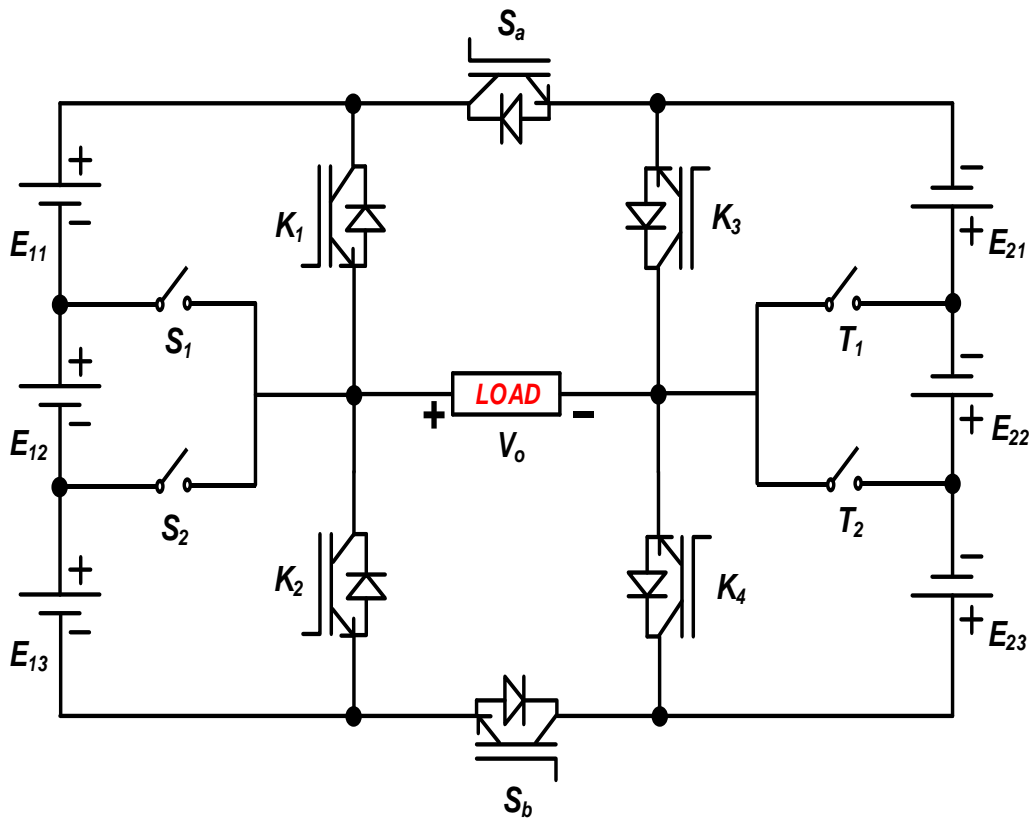 Sa
+
−
E11
K1
K3
−
+
E21
S1
T1
+
−
E12
LOAD
+
−
Vo
−
+
E22
S2
T2
+
−
E13
K2
K4
−
+
E23
Sb